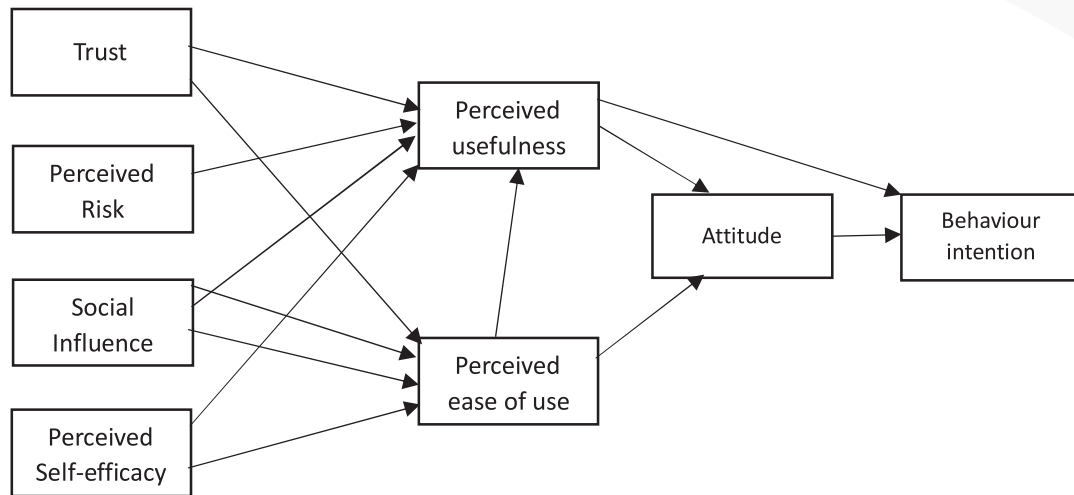 Trust
Perceived
Risk
Social
Influence
Perceived
Self-efficacy
Perceived
usefulness
Perceived
ease of use
Attitude
Behaviour
intention